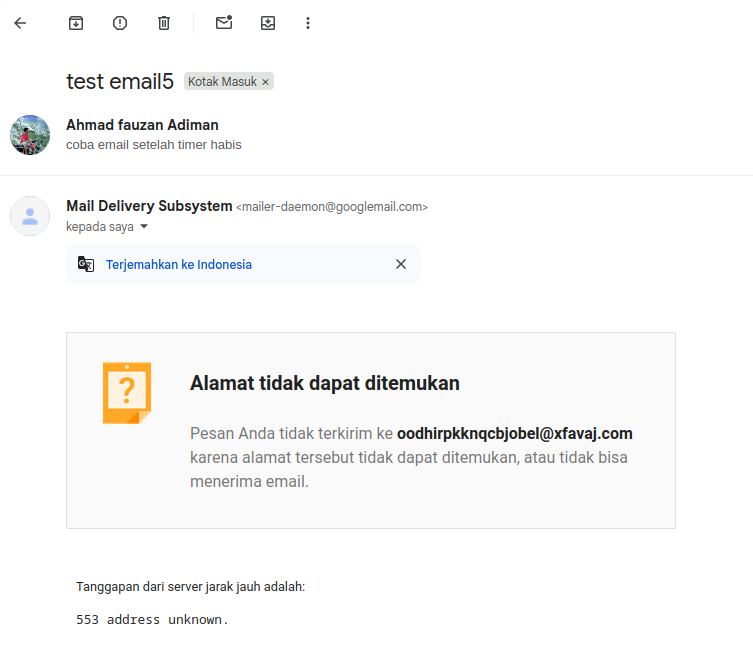 test email5 Kotak Masuk ×
Ahmad fauzan Adiman
coba email setelah timer habis
Mail Delivery Subsystem <mailer-daemon@googlemail.com>
kepada saya
Terjemahkan ke Indonesia
Alamat tidak dapat ditemukan
Pesan Anda tidak terkirim ke oodhirpkknqcbjobel@xfavaj.com
karena alamat tersebut tidak dapat ditemukan, atau tidak bisa
menerima email.
Tanggapan dari server jarak jauh adalah:
553 address unknown.